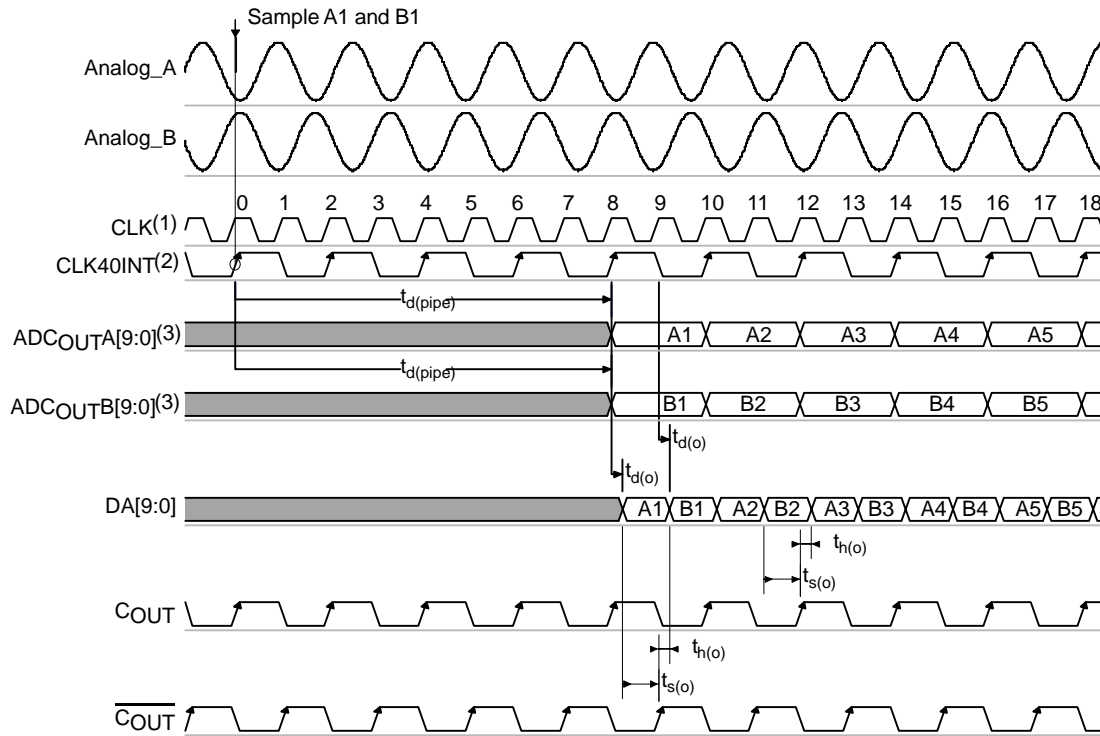 Sample A1 and B1
Analog_A
Analog_B
0 1 2 3 4 5 6 7 8 9 10 11 12 13 14 15 16 17 18
CLK(1)
CLK40INT(2)
td(pipe)
ADCOUTA[9:0](3) A1 A2 A3 A4 A5
td(pipe)
ADCOUTB[9:0](3) B1 B2 B3 B4 B5
td(o)
td(o)
DA[9:0] A1 B1 A2 B2 A3 B3 A4 B4 A5 B5
th(o)
ts(o)
COUT
th(o)
ts(o)
COUT